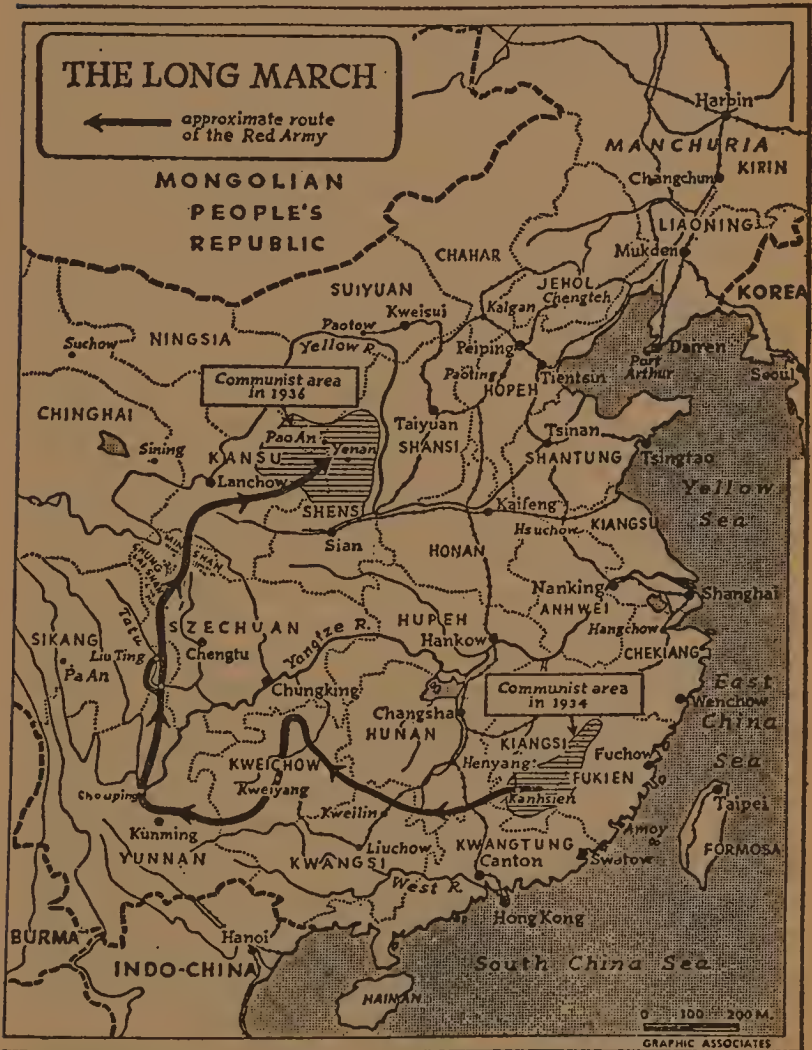 THE LONG MARCH
approximate route
of the Red Army
MONGOLIAN
PEOPLE'S
REPUBLIC
Harbin
MANCHURIA
KIRIN
Changchun
LIAONING
Mukden
CHAHAR
JEHOL
Chengteh
KOREA
SUIYUAN
Kalgan
Kweisui
Paotow
NINGSIA
Yellow R.
Peiping
Suchow
Paoting
HOPEH
Tientsin
Port
Arthur
Darren
Seoul
Communist area
in 1936
CHINGHAI
Taiyuan
SHANSI
Tsinan
Pao An
Yenan
Sining
KANSU
SHANTUNG
Tsingtao
Lanchow
Yellow
Sea
SHENS
Kaifeng
KIANGSU
Hsuchow
Sian
HONAN
Nanking
Shanghai
ANHWEI
Tatu
SZECHUAN
HUPEH
Hangchow
SIKANG
Yangtze R.
Hankow
CHEKIANG
Liu Ting
Chengtu
Pa An
Chungking
Communist area
in 1934
East
China
Sea
Wenchow
Changsha
HUNAN
KIANGSI
Fuchow
KWEICHOW
Henyang
FUKIEN
Kweiyang
Kanhsien
Chouping
Taipei
Kweilin
Kunming
Amoy
YUNNAN
Liuchow
KWANGTUNG
FORMOSA
KWANGSI
Canton
Swatow
West R.
Hong Kong
BURMA
Hanoi
INDO-CHINA
South China Sea
HAINAN
0 100 200 M.
GRAPHIC ASSOCIATES